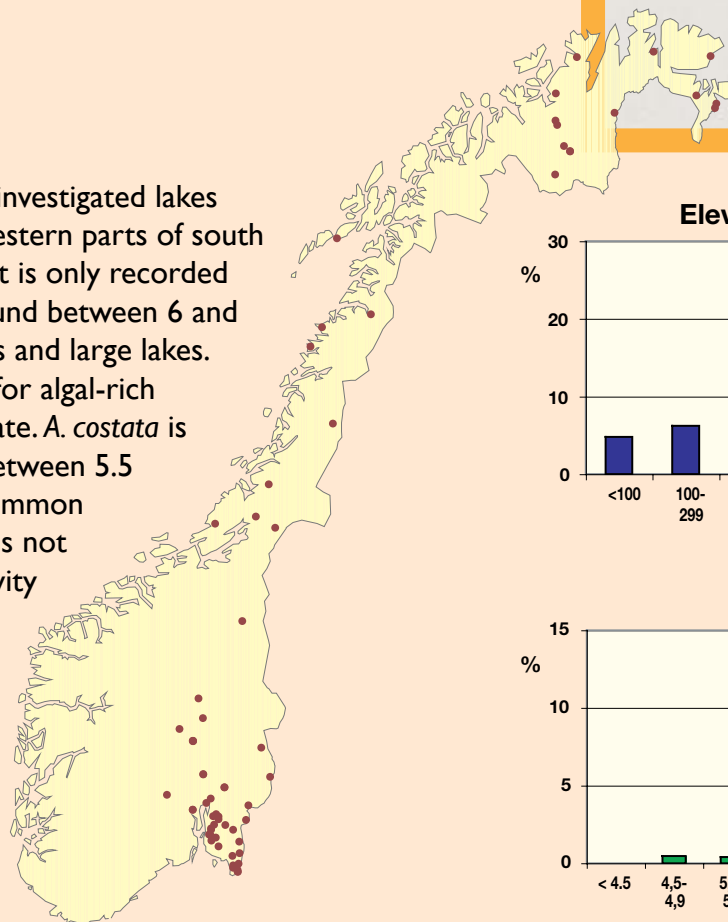 investigated lakes
estern parts of south
t is only recorded
und between 6 and
s and large lakes.
for algal-rich
ate. A. costata is
etween 5.5
ommon
s not
vity
Elev
30
%
20
10
0
<100
100-
299
15
%
10
5
0
< 4.5
4,5-
4,9
5
5